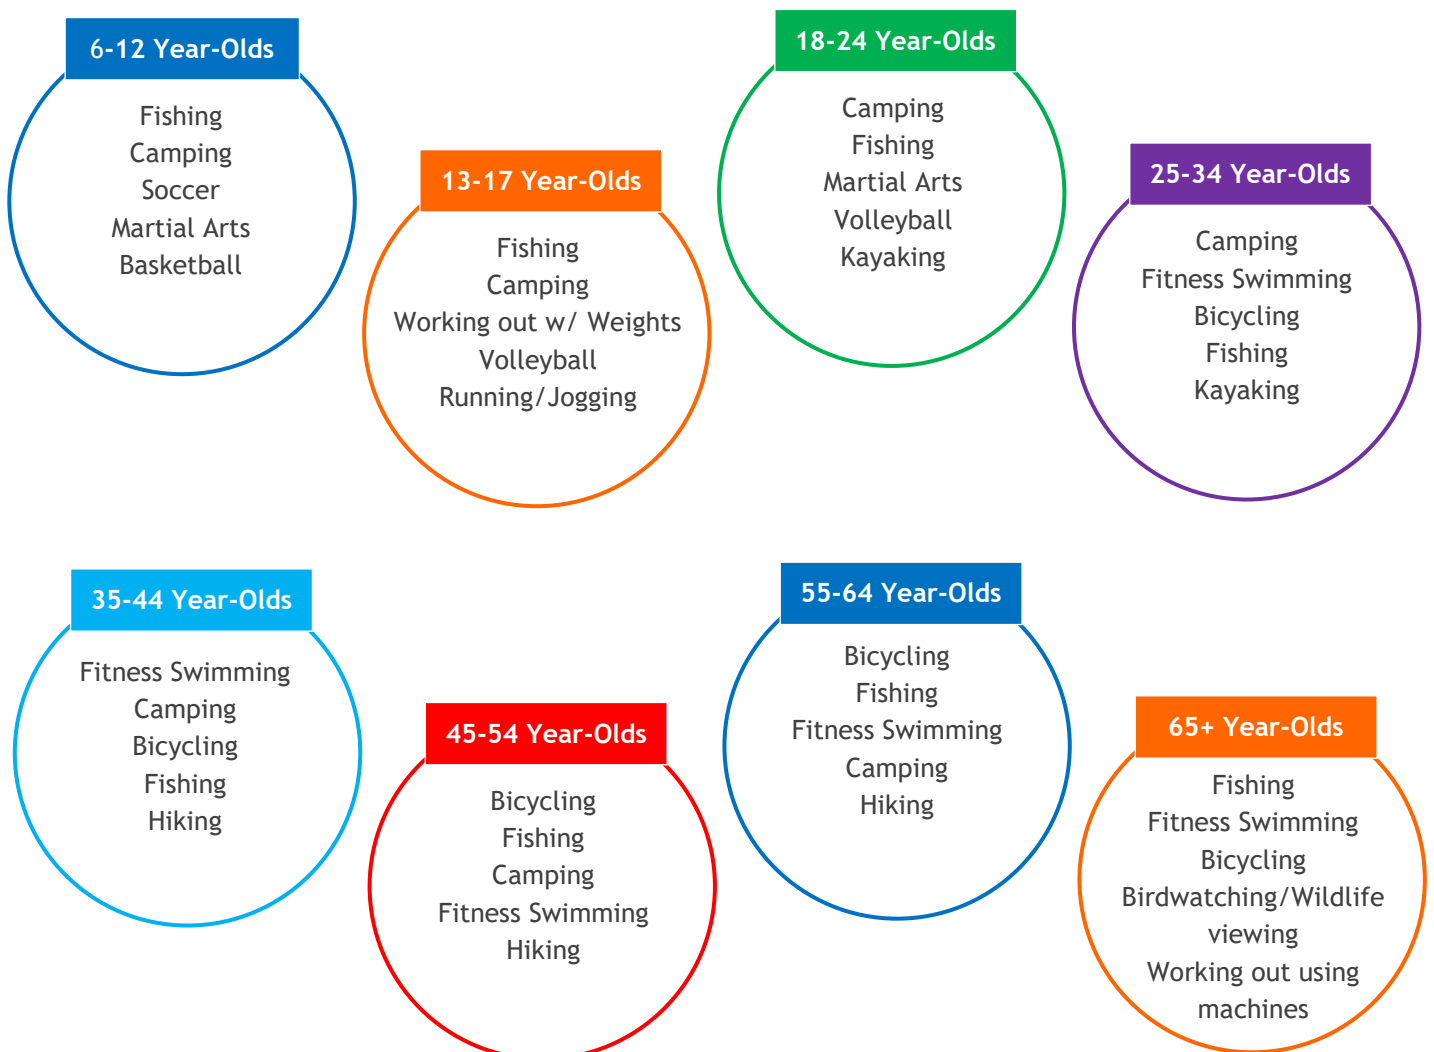 6-12 Year-Olds
Fishing
Camping
Soccer
Martial Arts
Basketball
13-17 Year-Olds
Fishing
Camping
Working out w/ Weights
Volleyball
Running/Jogging
18-24 Year-Olds
Camping
Fishing
Martial Arts
Volleyball
Kayaking
25-34 Year-Olds
Camping
Fitness Swimming
Bicycling
Fishing
Kayaking
35-44 Year-Olds
Fitness Swimming
Camping
Bicycling
Fishing
Hiking
45-54 Year-Olds
Bicycling
Fishing
Camping
Fitness Swimming
Hiking
55-64 Year-Olds
Bicycling
Fishing
Fitness Swimming
Camping
Hiking
65+ Year-Olds
Fishing
Fitness Swimming
Bicycling
Birdwatching/Wildlife
viewing
Working out using
machines